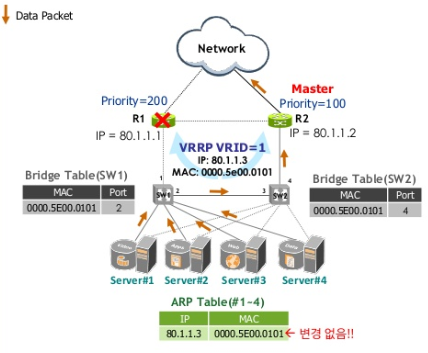 Data Packet
Network
Master
Priority=200
Priority=100
R1
R2
IP = 80.1.1.1
IP = 80.1.1.2
VRRP VRID=1
IP: 80.1.1.3
MAC: 0000.5e00.0101
Bridge Table(SW1)
MAC Port
0000.5E00.0101 2
Bridge Table(SW2)
MAC Port
0000.5E00.0101 4
1
2
3
4
SW1
SW2
Server#1 Server#2 Server#3 Server#4
ARP Table(#1~4)
IP MAC
80.1.1.3 0000.5E00.0101 ← 변경 없음!!